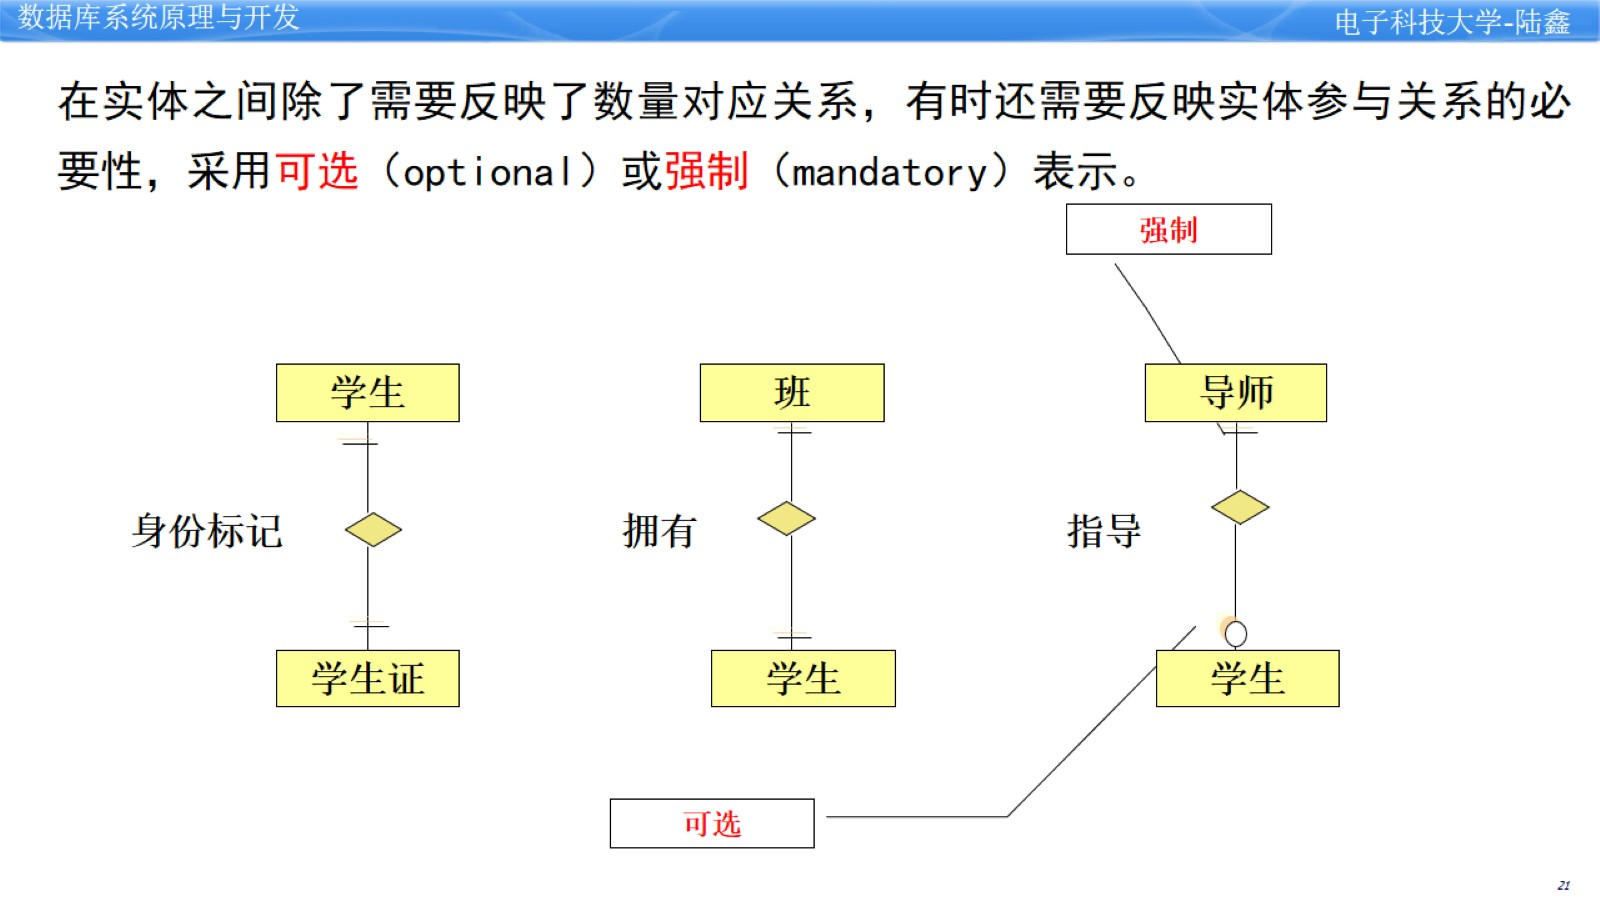 数据库系统原理与开发
电子科技大学-陆鑫
在实体之间除了需要反映了数量对应关系，有时还需要反映实体参与关系的必
要性，采用可选（optional）或强制（mandatory）表示。
强制
学生
班
导师
身份标记
拥有
指导
学生证
学生
学生
可选
21